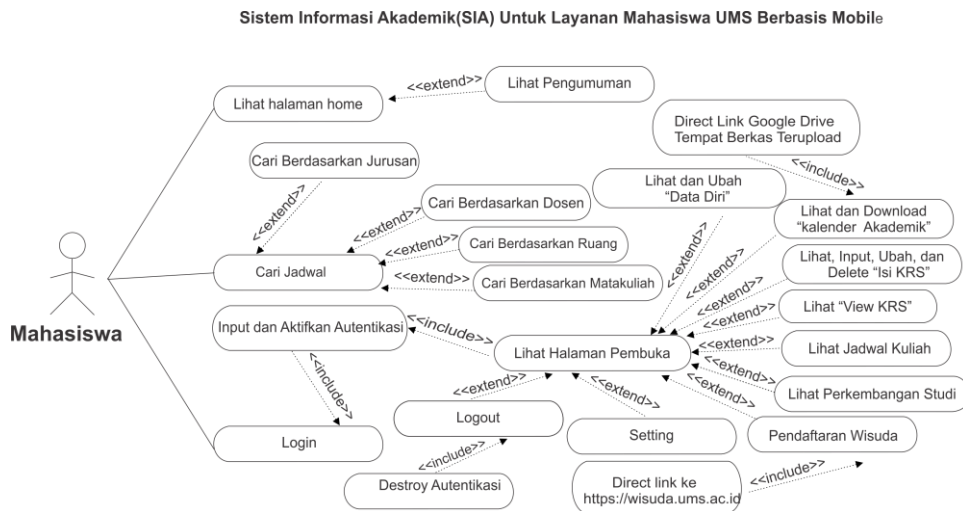 Sistem Informasi Akademik(SIA) Untuk Layanan Mahasiswa UMS Berbasis Mobile
Lihat halaman home
<<extend>>
Lihat Pengumuman
Direct Link Google Drive
Tempat Berkas Terupload
<<include>>
Cari Berdasarkan Jurusan
<<extend>>
Lihat dan Ubah
“Data Diri”
<<extend>>
Cari Berdasarkan Dosen
<<extend>>
Lihat dan Download
“kalender Akademik”
<<extend>>
Cari Jadwal
<<extend>>
Cari Berdasarkan Ruang
<<extend>>
Cari Berdasarkan Matakuliah
Lihat, Input, Ubah, dan
Delete “Isi KRS”
<<extend>>
Mahasiswa
Input dan Aktifkan Autentikasi
<<include>>
Lihat Halaman Pembuka
<<extend>>
Lihat “View KRS”
<<extend>>
Lihat Jadwal Kuliah
<<extend>>
Lihat Perkembangan Studi
<<include>>
<<extend>>
<<extend>>
<<extend>>
Login
Logout
Setting
Pendaftaran Wisuda
<<include>>
Destroy Autentikasi
Direct link ke
https://wisuda.ums.ac.id
<<include>>